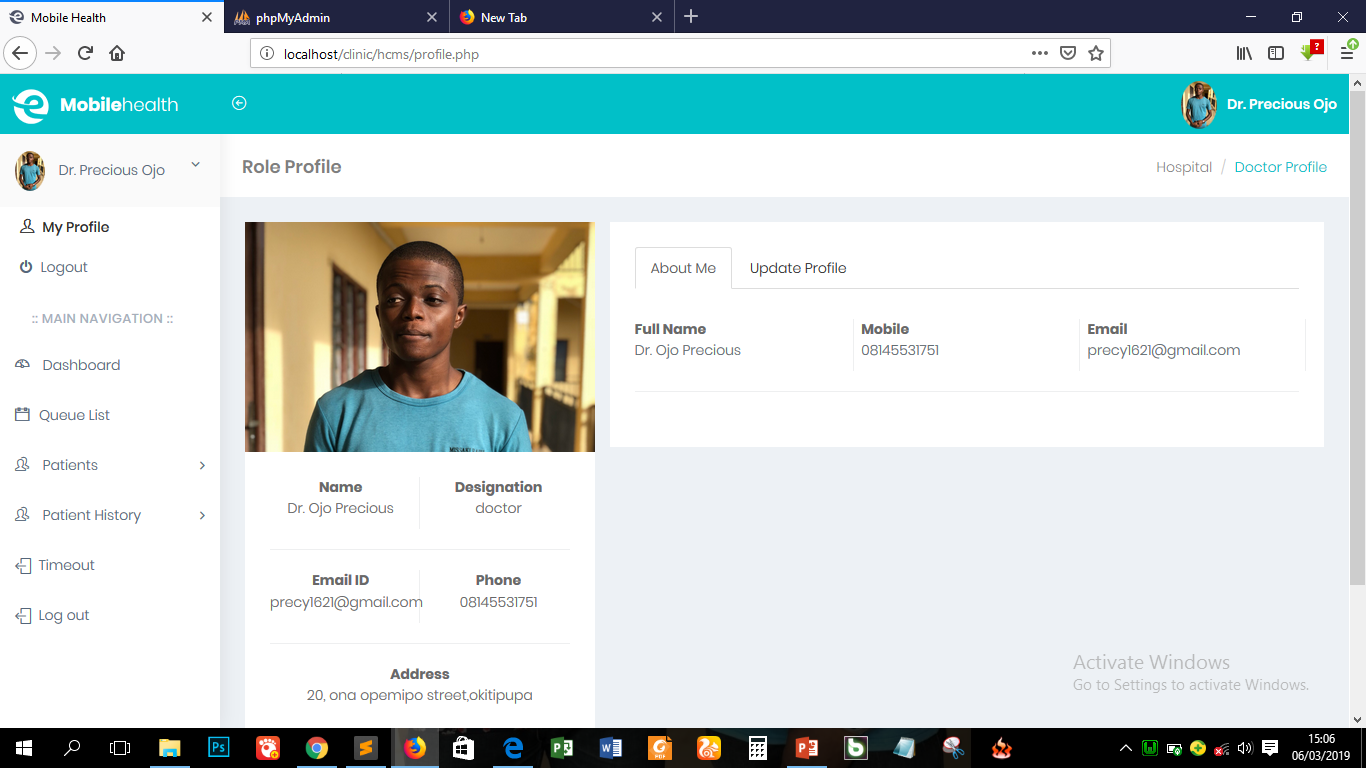 Mobile Health
phpMyAdmin
New Tab
localhost/clinic/hcms/profile.php
Mobilehealth
Dr. Precious Ojo
Dr. Precious Ojo
Role Profile
Hospital / Doctor Profile
My Profile
Logout
:: MAIN NAVIGATION ::
Dashboard
Queue List
Patients
Patient History
Timeout
Log out
Name
Dr. Ojo Precious
Designation
doctor
Email ID
precy1621@gmail.com
Phone
08145531751
Address
20, ona opemipo street,okitipupa
About Me
Update Profile
Full Name
Dr. Ojo Precious
Mobile
08145531751
Email
precy1621@gmail.com
Activate Windows
Go to Settings to activate Windows.
15:06
06/03/2019